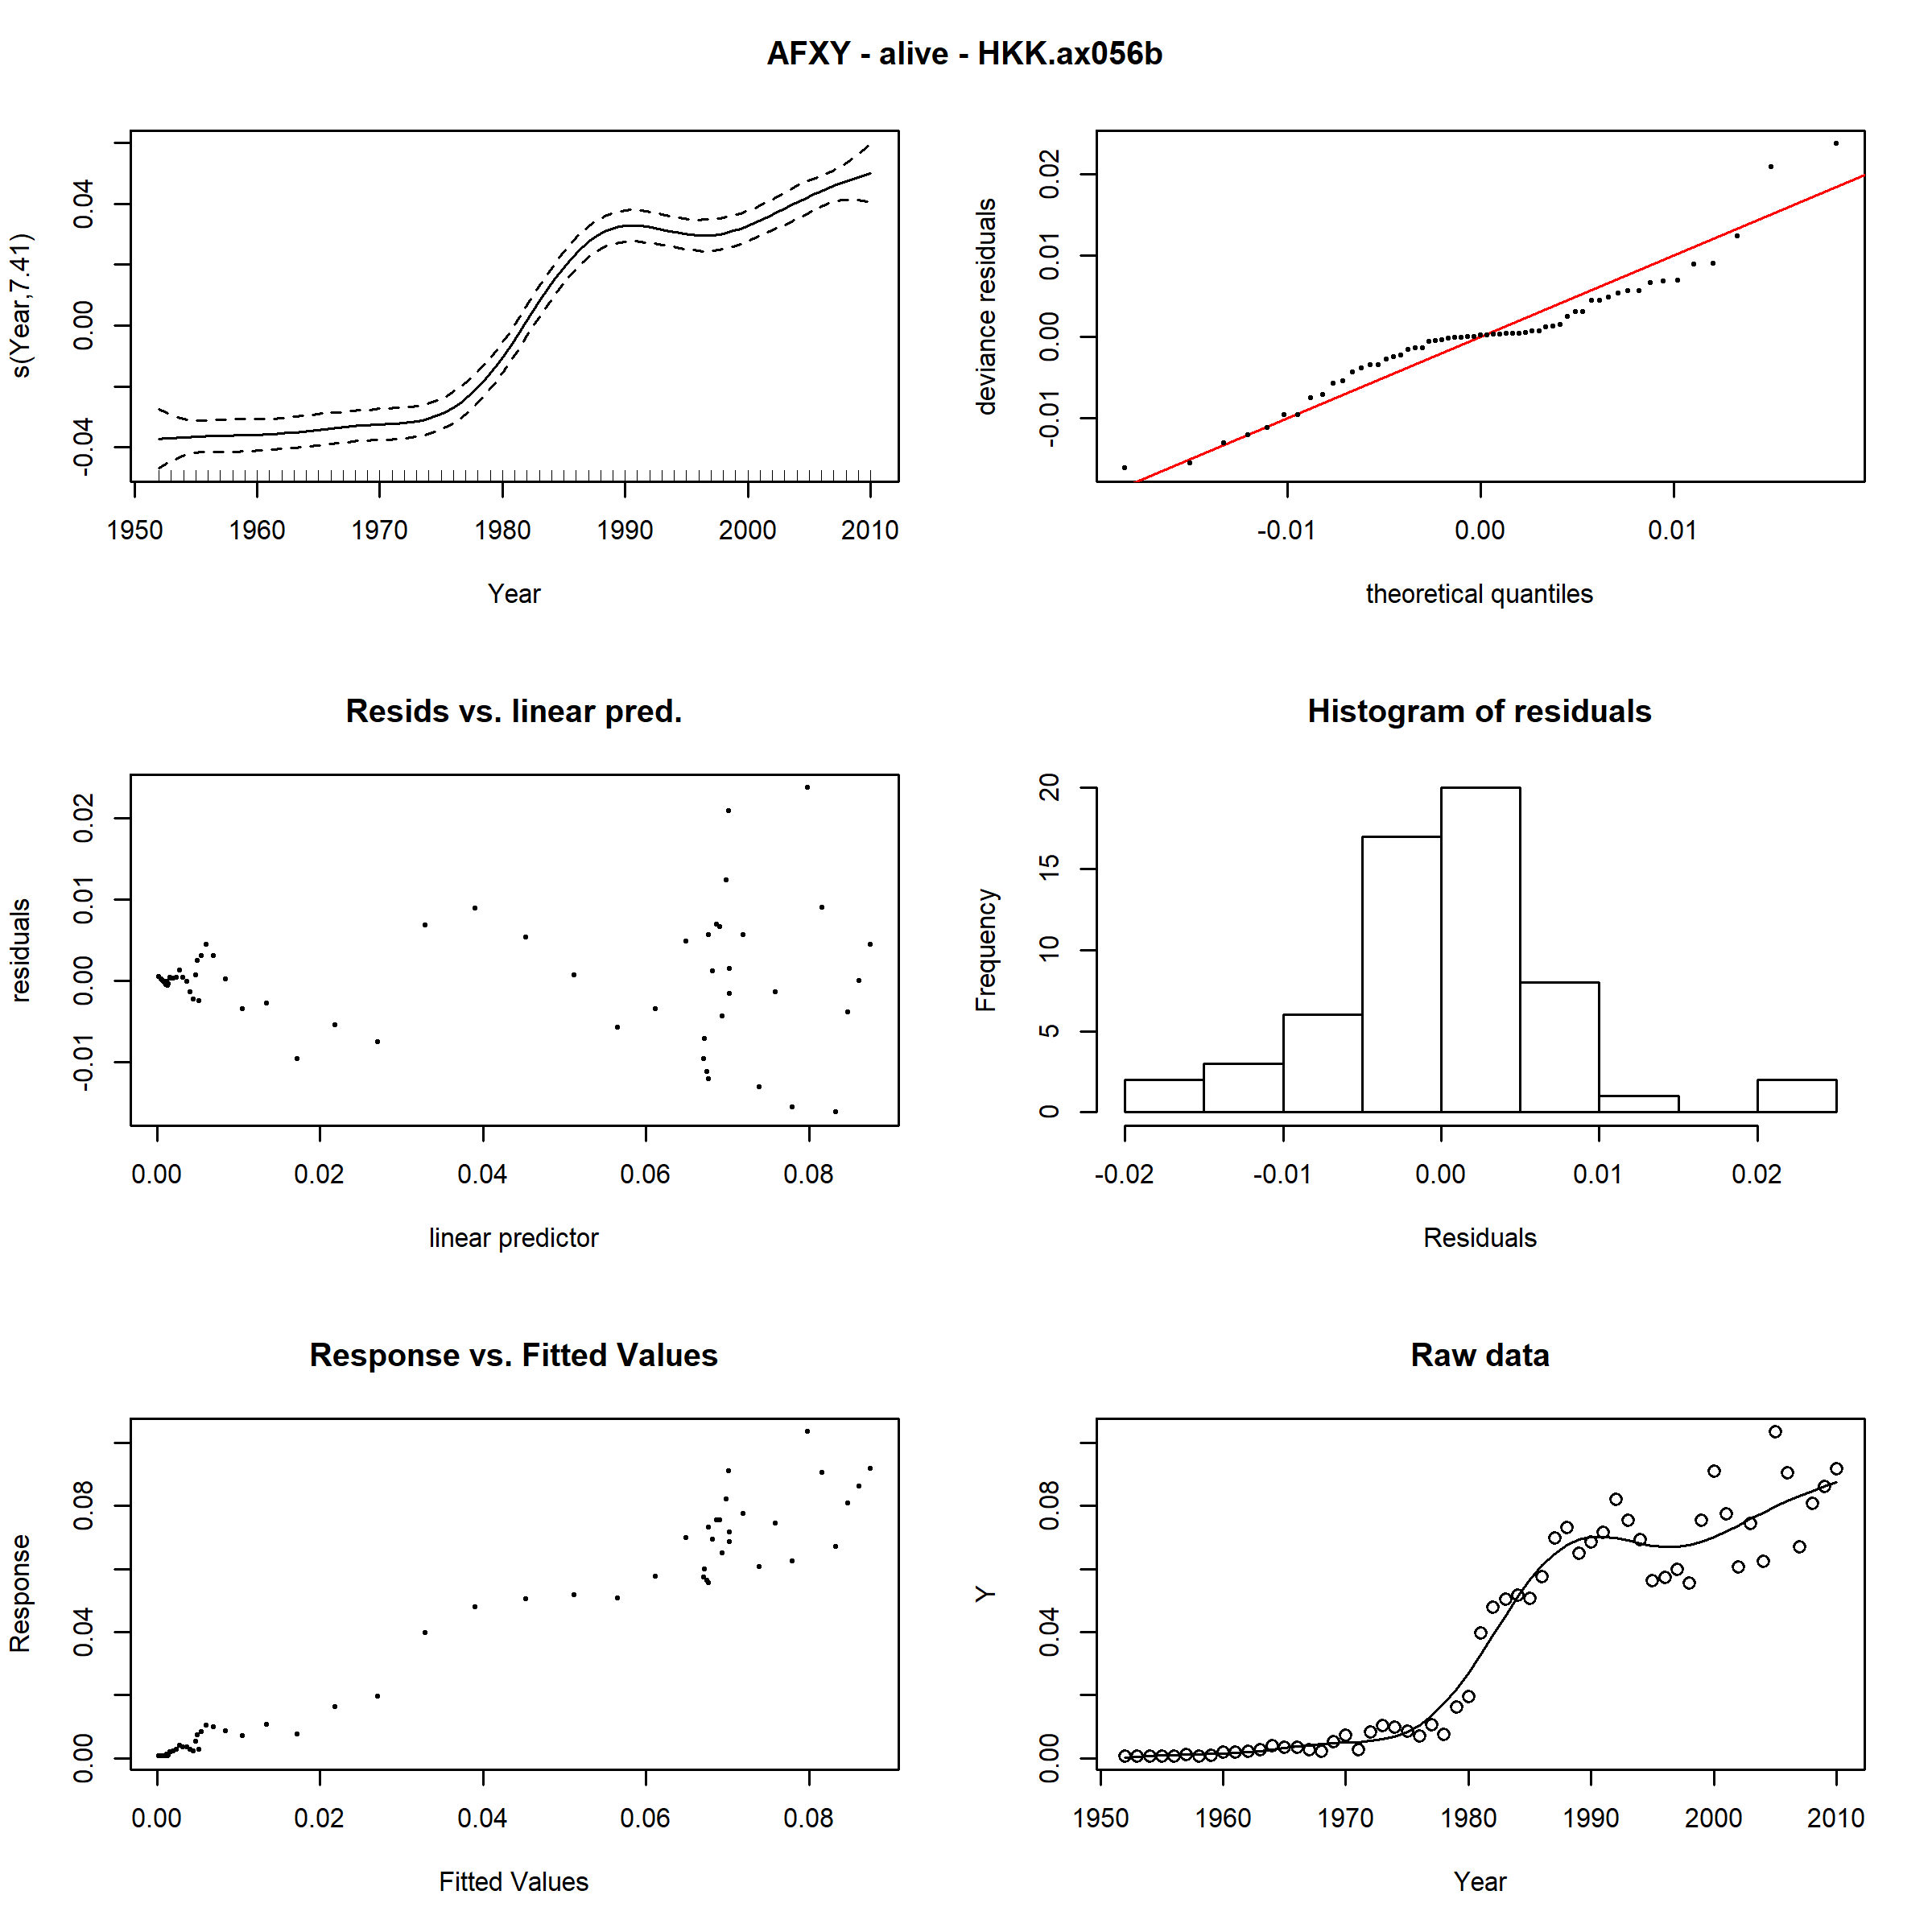 AFXY - alive - HKK.ax056b
s(Year,7.41)
-0.04 0.00 0.04
1950 1960 1970 1980 1990 2000 2010
Year
deviance residuals
-0.01 0.00 0.01 0.02
-0.01 0.00 0.01
theoretical quantiles
Resids vs. linear pred.
residuals
-0.01 0.00 0.01 0.02
0.00 0.02 0.04 0.06 0.08
linear predictor
Histogram of residuals
Frequency
0 5 10 15 20
-0.02 -0.01 0.00 0.01 0.02
Residuals
Response vs. Fitted Values
Response
0.00 0.04 0.08
0.00 0.02 0.04 0.06 0.08
Fitted Values
Raw data
Y
0.00 0.04 0.08
1950 1960 1970 1980 1990 2000 2010
Year